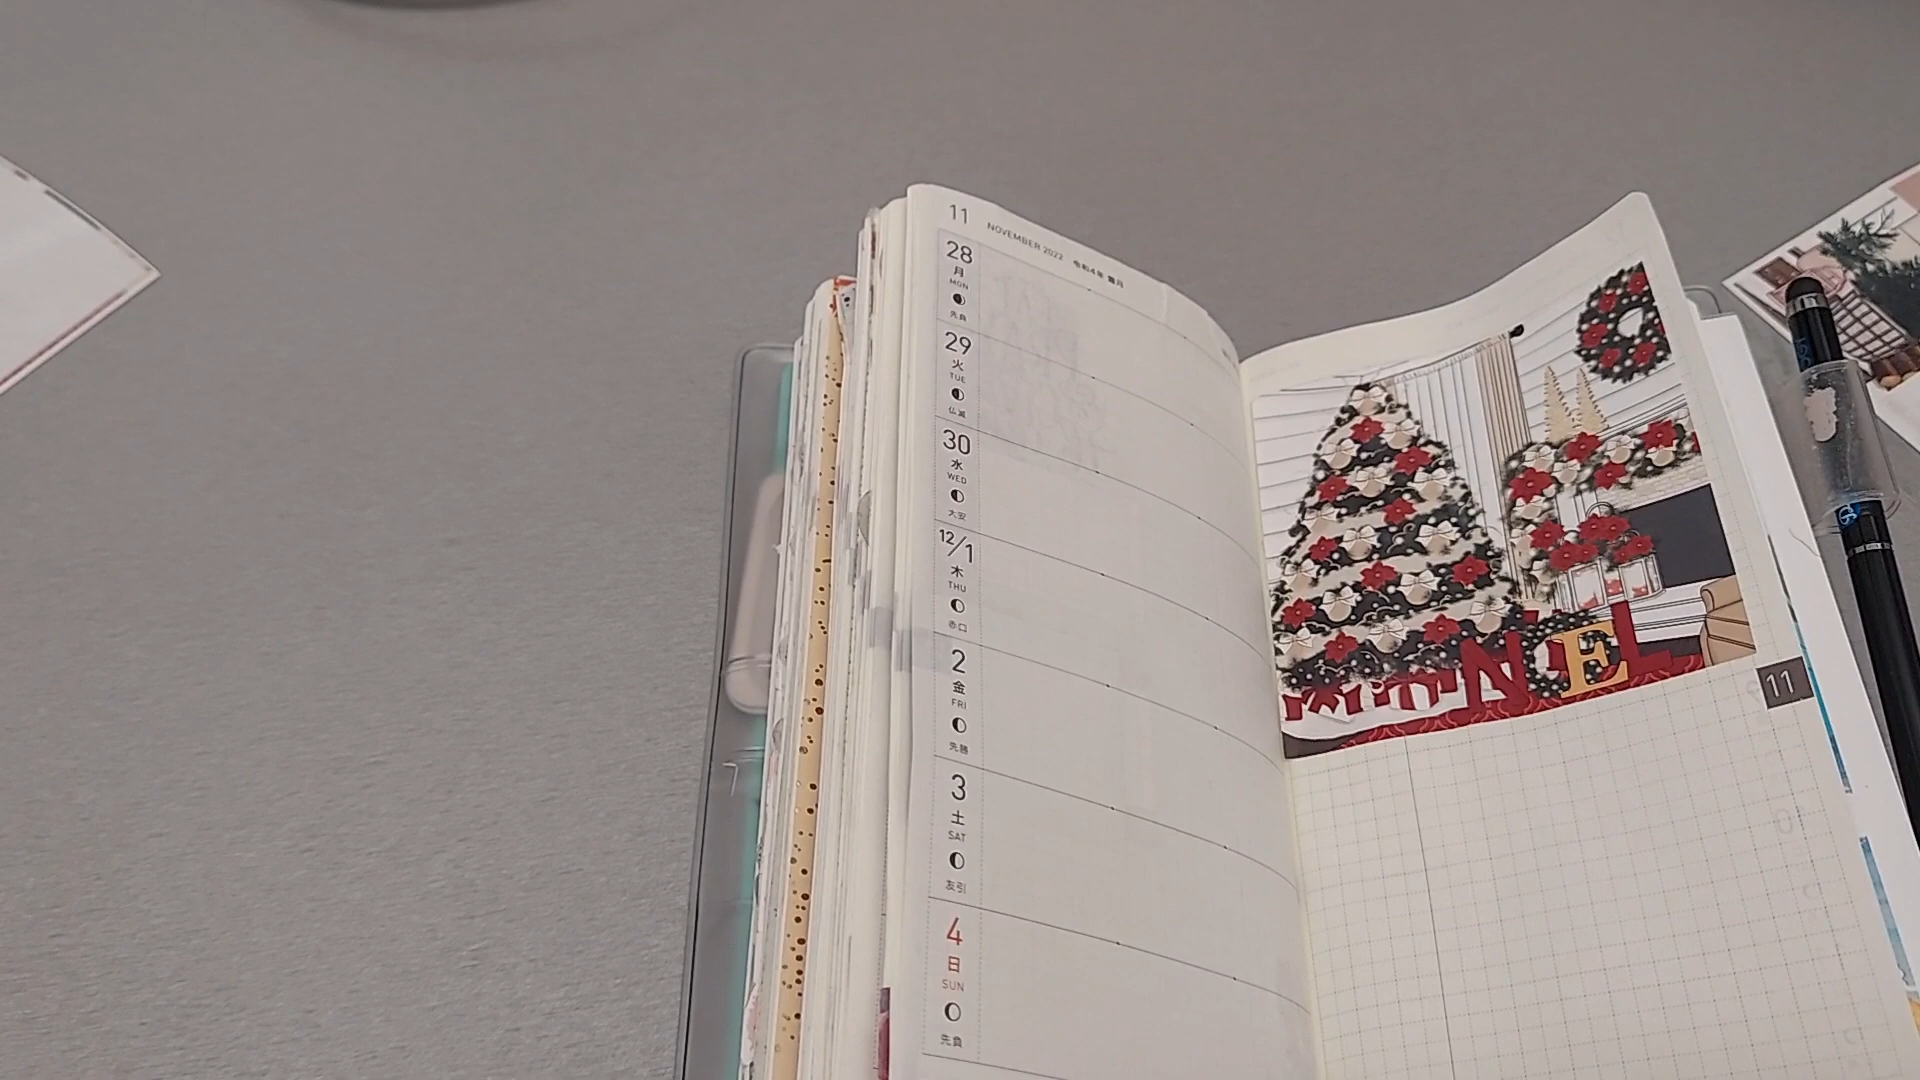 11 NOVEMBER 2022 令和4年 霜月
28
月
MON
先負
29
火
TUE
仏滅
30
水
WED
大安
12/1
木
THU
赤口
2
金
FRI
先勝
3
土
SAT
友引
4
日
SUN
先負
NOEL
11